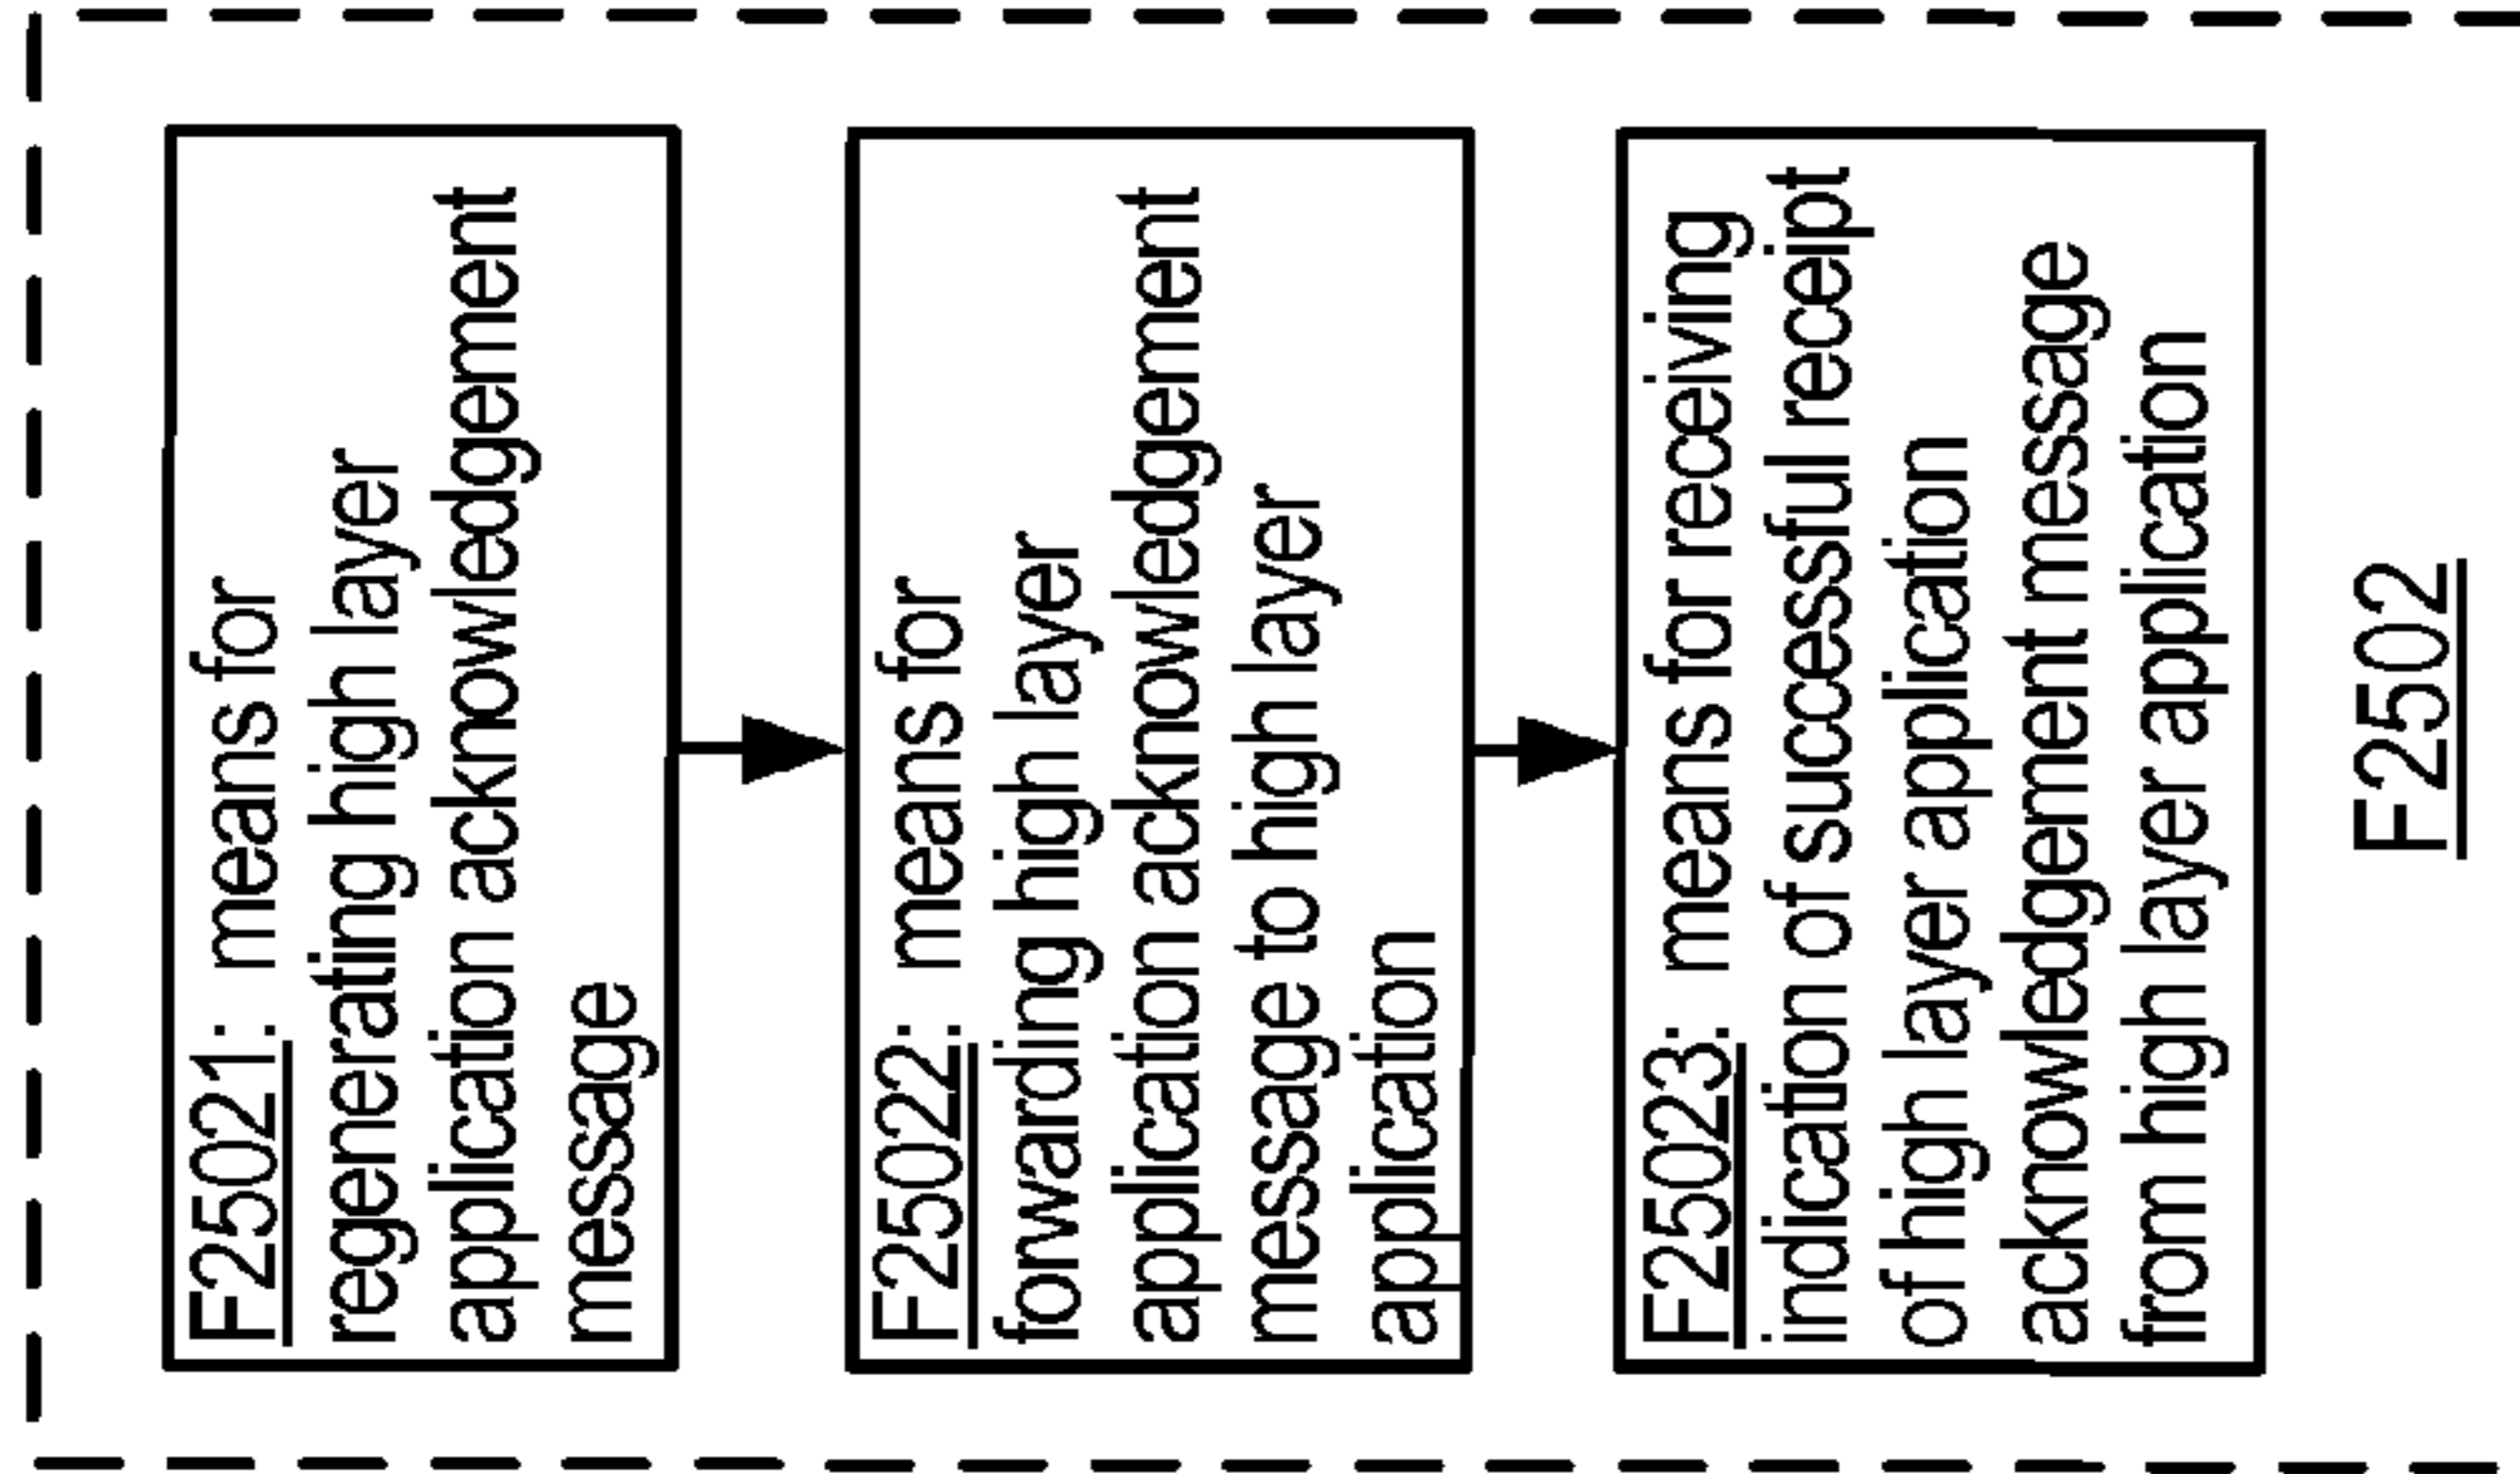 F25021: means for
regenerating high layer
application acknowledgement
message
F25022: means for
forwarding high layer
application acknowledgement
message to high layer
application
F25023: means for receiving
indication of successful receipt
of high layer application
acknowledgement message
from high layer application
F2502